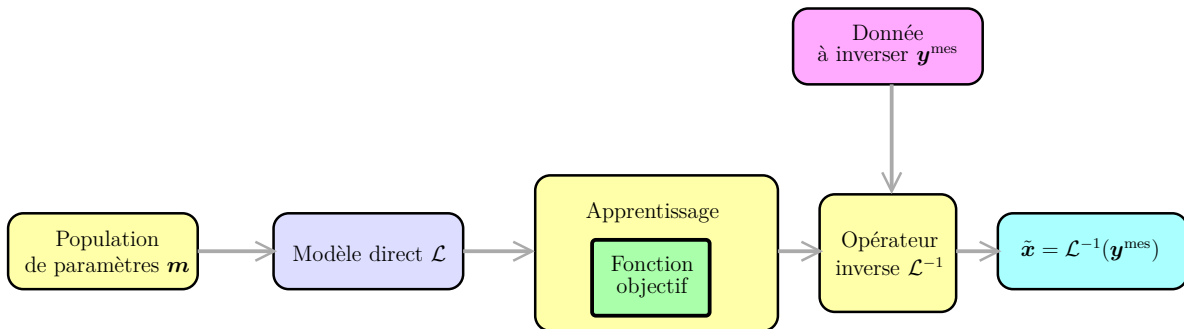 Donnée
à inverser 𝒚^mes
Population
de paramètres 𝒎
Modèle direct ℒ
Apprentissage
Fonction
objectif
Opérateur
inverse ℒ⁻¹
x̃ = ℒ⁻¹(𝒚^mes)